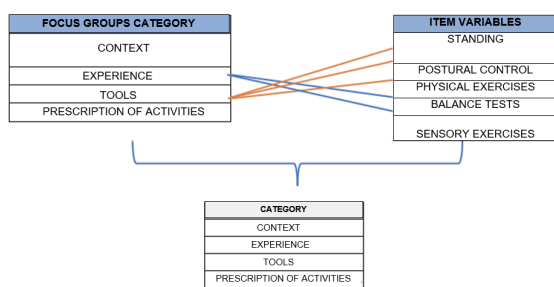 FOCUS GROUPS CATEGORY
CONTEXT
EXPERIENCE
TOOLS
PRESCRIPTION OF ACTIVITIES
ITEM VARIABLES
STANDING
POSTURAL CONTROL
PHYSICAL EXERCISES
BALANCE TESTS
SENSORY EXERCISES
CATEGORY
CONTEXT
EXPERIENCE
TOOLS
PRESCRIPTION OF ACTIVITIES